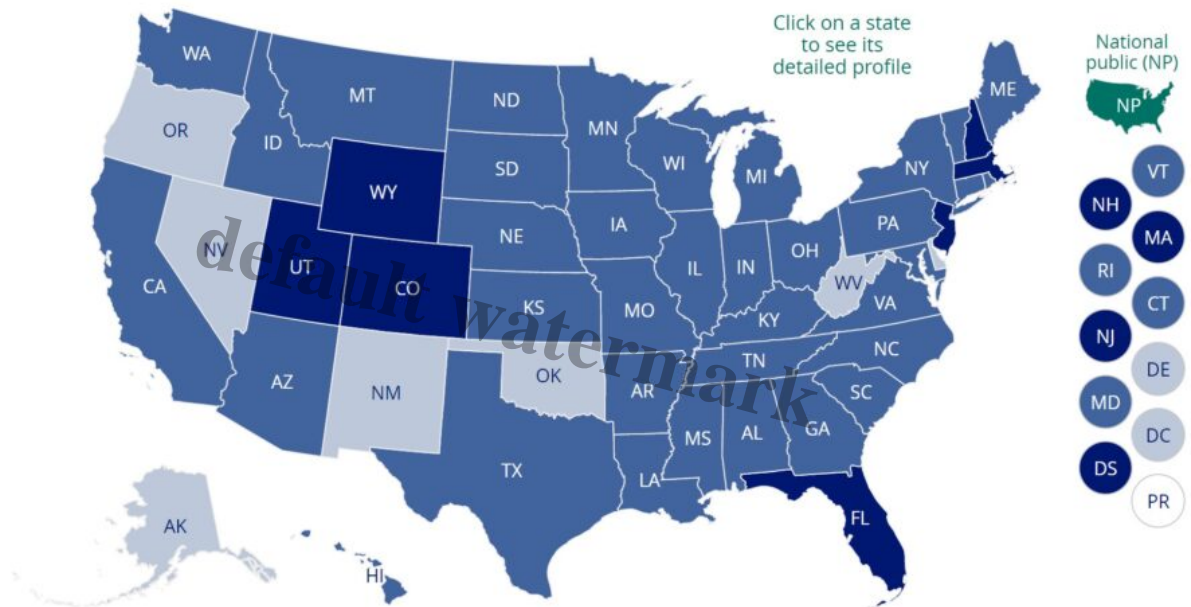 Click on a state
to see its
detailed profile
National
public (NP)
NP
WA
OR
CA
NV
ID
MT
WY
UT
CO
AZ
NM
ND
SD
NE
KS
OK
TX
MN
IA
MO
AR
LA
WI
IL
MI
IN
OH
KY
TN
MS
AL
GA
FL
SC
NC
VA
WV
PA
NY
ME
AK
HI
VT
NH
MA
RI
CT
NJ
DE
MD
DC
DS
PR
default watermark